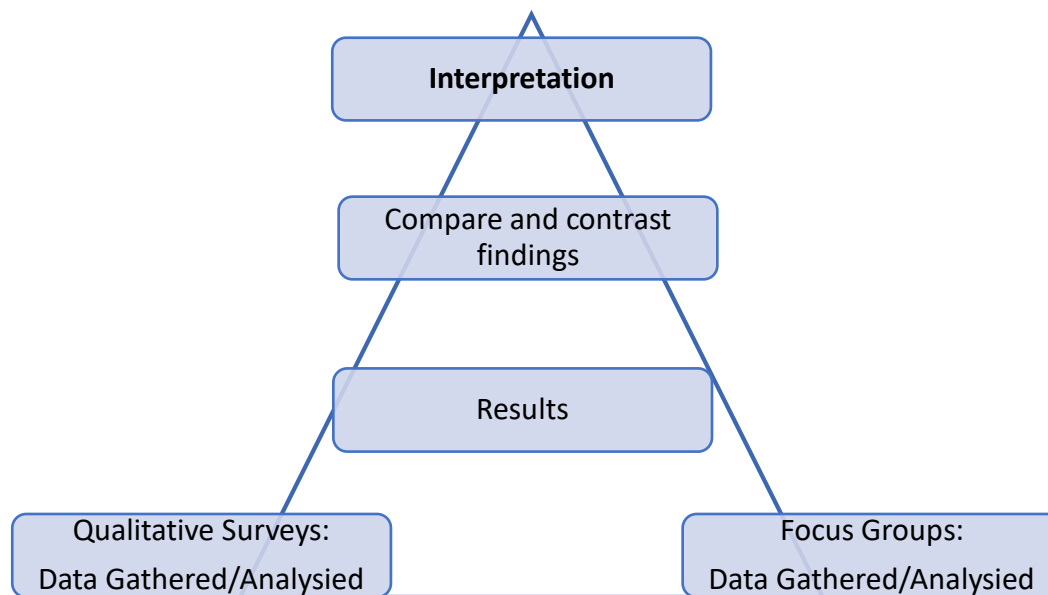 Interpretation
Compare and contrast
findings
Results
Qualitative Surveys:
Data Gathered/Analysied
Focus Groups:
Data Gathered/Analysied